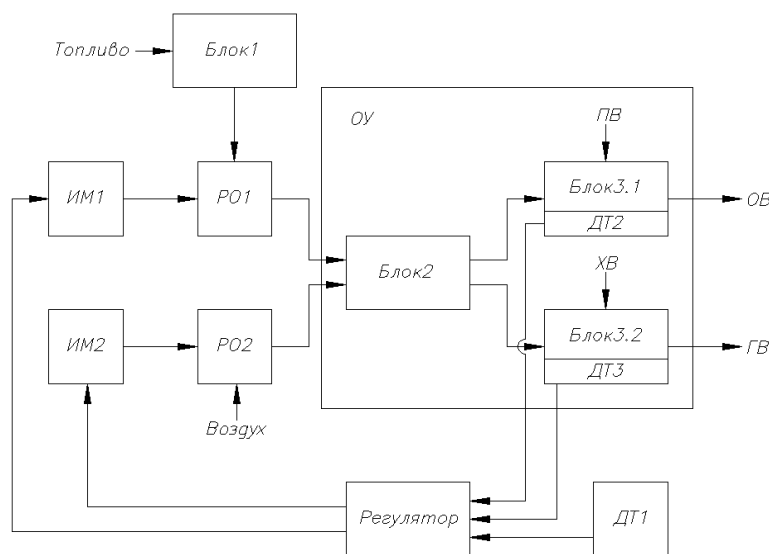 Топливо
Блок1
ОУ
ПВ
ИМ1
РО1
Блок3.1
ОВ
ДТ2
Блок2
ХВ
ИМ2
РО2
Блок3.2
ГВ
ДТ3
Воздух
Регулятор
ДТ1